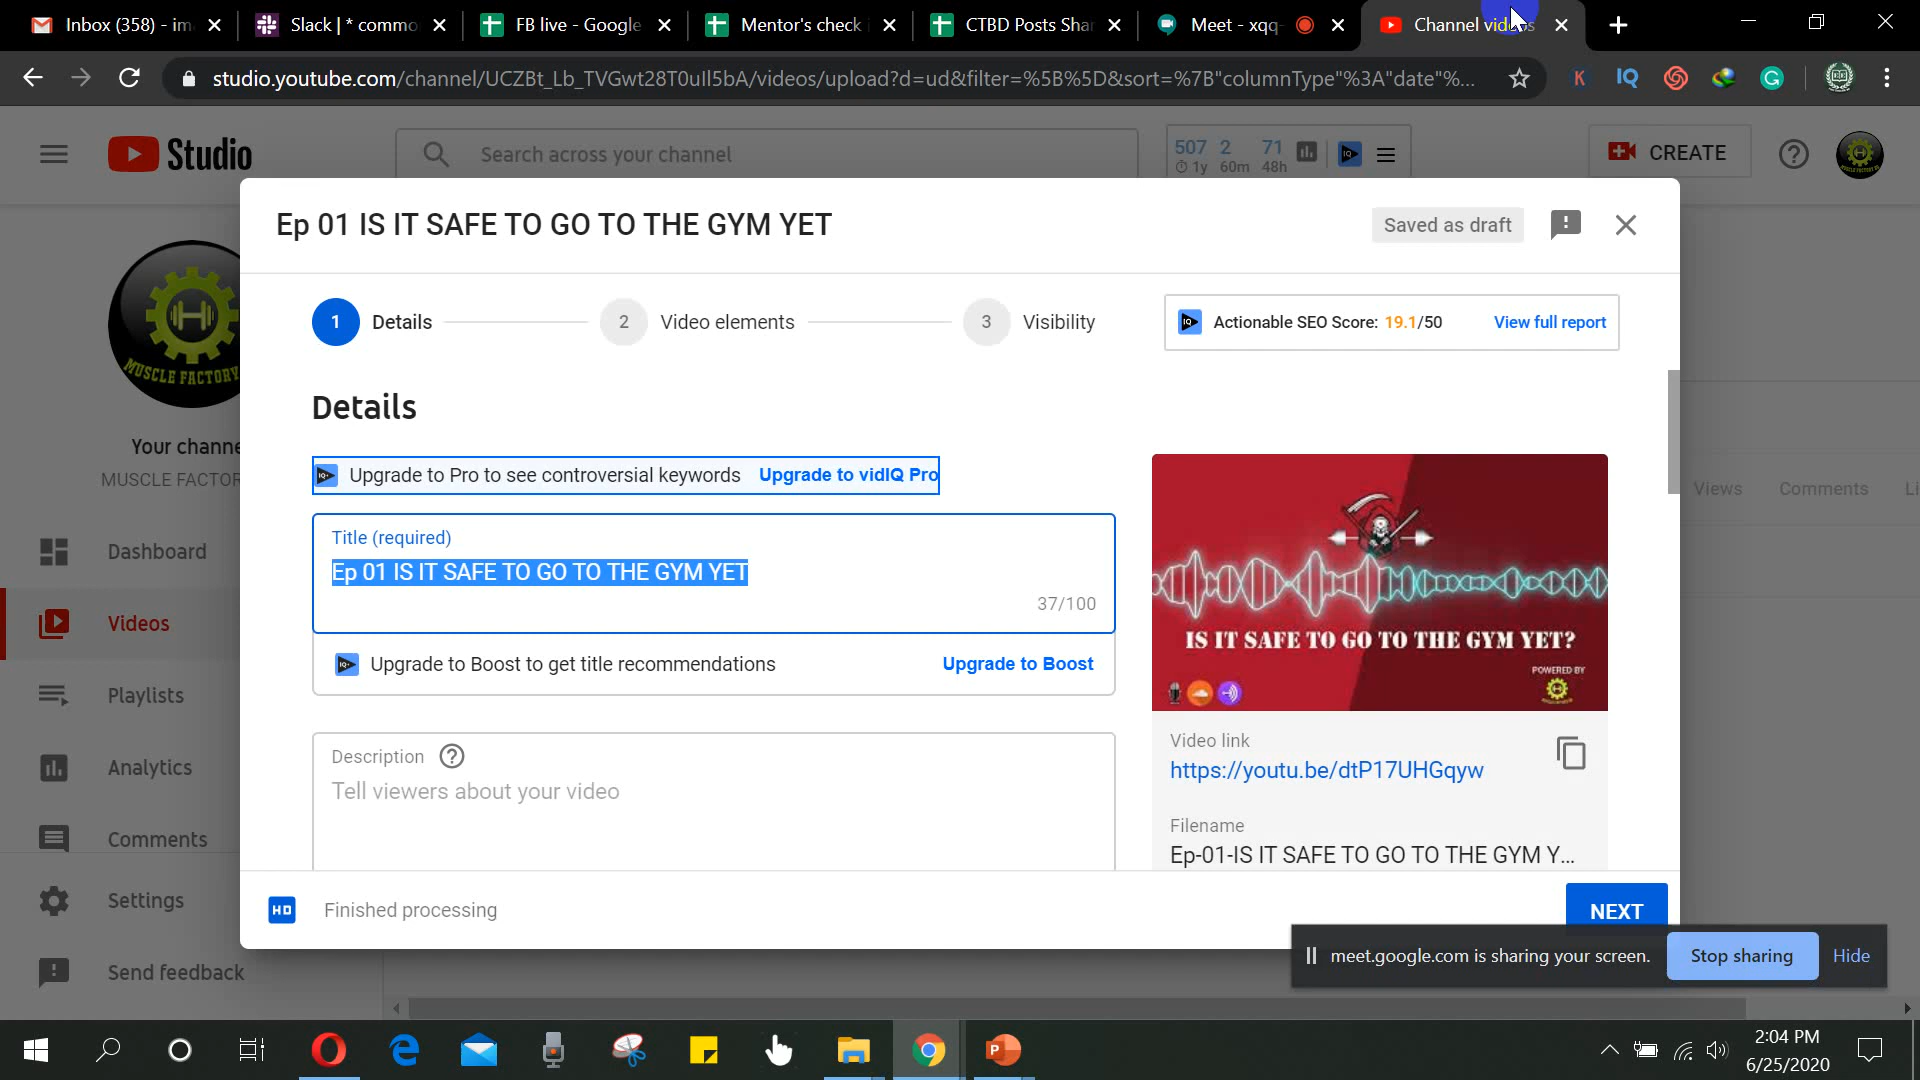 Inbox (358) - im
Slack | * commo
FB live - Google
Mentor's check i
CTBD Posts Shar
Meet - xqq-
Channel videos
studio.youtube.com/channel/UCZBt_Lb_TVGwt28T0uIl5bA/videos/upload?d=ud&filter=%5B%5D&sort=%7B"columnType"%3A"date"%...
Studio
Search across your channel
507 2 71
1y 60m 48h
CREATE
Ep 01 IS IT SAFE TO GO TO THE GYM YET
Saved as draft
1 Details
2 Video elements
3 Visibility
Actionable SEO Score: 19.1/50
View full report
Details
MUSCLE FACTORY
Your channe
MUSCLE FACTOR
Upgrade to Pro to see controversial keywords Upgrade to vidIQ Pro
Title (required)
Ep 01 IS IT SAFE TO GO TO THE GYM YET
37/100
Upgrade to Boost to get title recommendations Upgrade to Boost
Description
Tell viewers about your video
IS IT SAFE TO GO TO THE GYM YET?
POWERED BY
Video link
https://youtu.be/dtP17UHGqyw
Filename
Ep-01-IS IT SAFE TO GO TO THE GYM Y...
Views Comments Li
Dashboard
Videos
Playlists
Analytics
Comments
Settings
Send feedback
HD Finished processing
NEXT
meet.google.com is sharing your screen. Stop sharing Hide
2:04 PM
6/25/2020